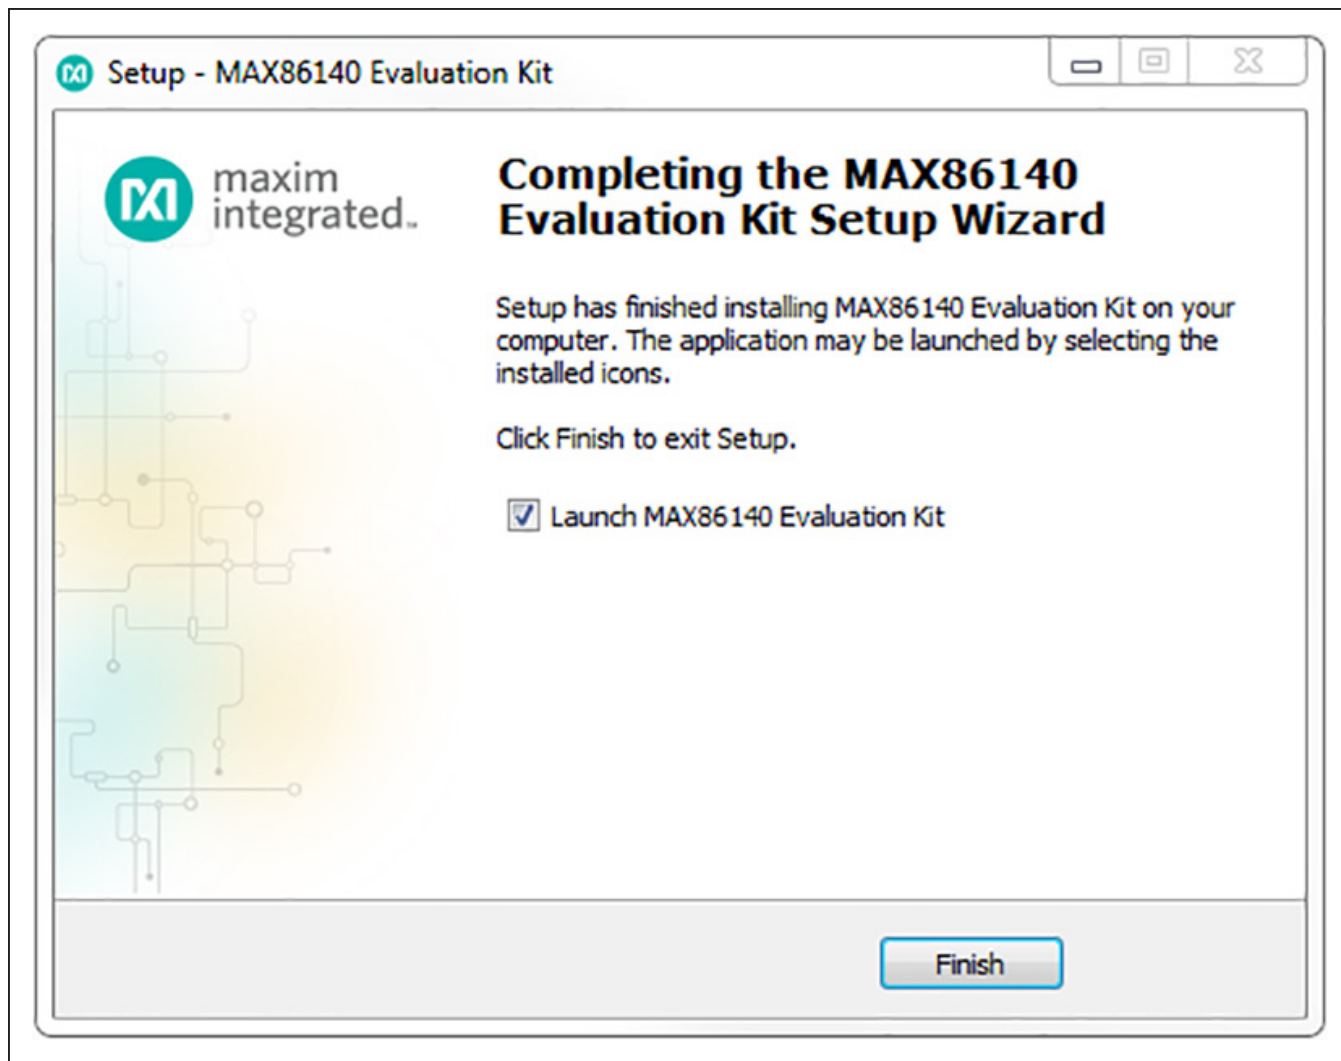 Setup - MAX86140 Evaluation Kit
maxim
integrated™
Completing the MAX86140
Evaluation Kit Setup Wizard
Setup has finished installing MAX86140 Evaluation Kit on your
computer. The application may be launched by selecting the
installed icons.
Click Finish to exit Setup.
Launch MAX86140 Evaluation Kit
Finish